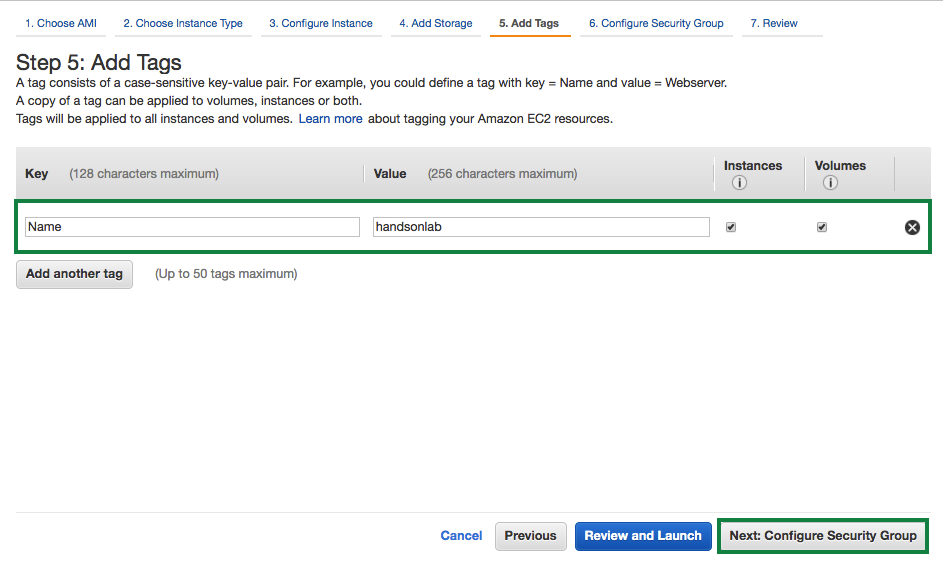 1. Choose AMI 2. Choose Instance Type 3. Configure Instance 4. Add Storage 5. Add Tags 6. Configure Security Group 7. Review
Step 5: Add Tags
A tag consists of a case-sensitive key-value pair. For example, you could define a tag with key = Name and value = Webserver.
A copy of a tag can be applied to volumes, instances or both.
Tags will be applied to all instances and volumes. Learn more about tagging your Amazon EC2 resources.
Key (128 characters maximum) Value (256 characters maximum) Instances Volumes
Name handsonlab
Add another tag (Up to 50 tags maximum)
Cancel Previous Review and Launch Next: Configure Security Group